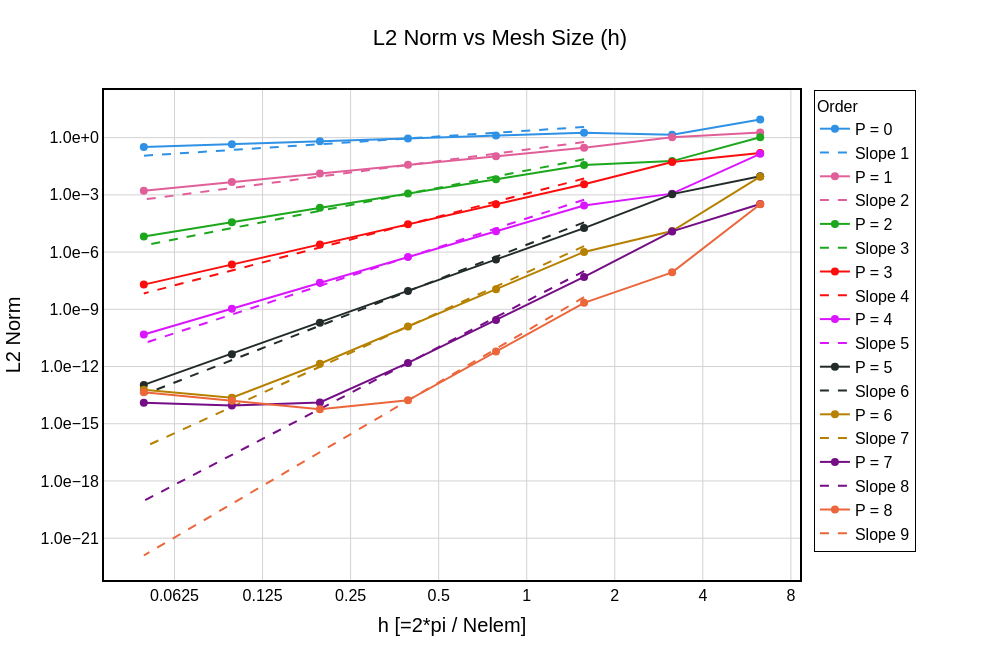 L2 Norm vs Mesh Size (h)
L2 Norm
1.0e+0
1.0e−3
1.0e−6
1.0e−9
1.0e−12
1.0e−15
1.0e−18
1.0e−21
0.0625 0.125 0.25 0.5 1 2 4 8
h [=2*pi / Nelem]
Order
P = 0
Slope 1
P = 1
Slope 2
P = 2
Slope 3
P = 3
Slope 4
P = 4
Slope 5
P = 5
Slope 6
P = 6
Slope 7
P = 7
Slope 8
P = 8
Slope 9